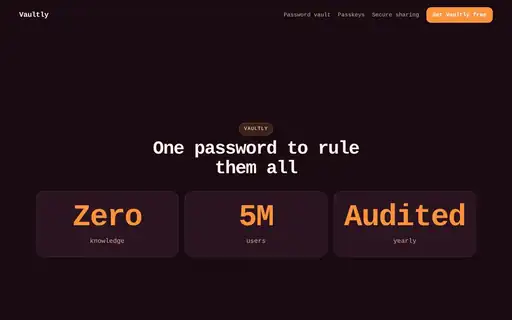 Vaultly
Password vault Passkeys Secure sharing Get Vaultly free
VAULTLY
One password to rule
them all
Zero 5M Audited
knowledge users yearly